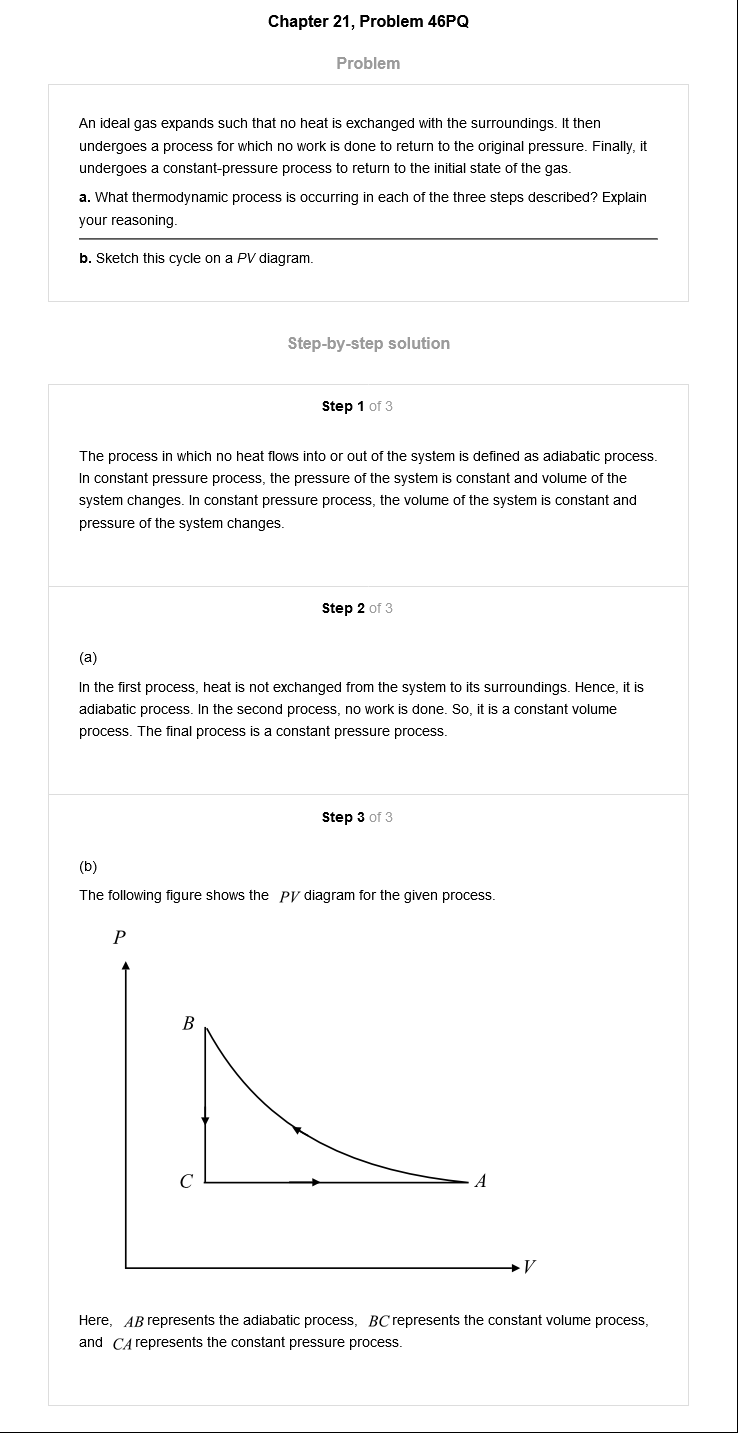 Chapter 21, Problem 46PQ
Problem
An ideal gas expands such that no heat is exchanged with the surroundings. It then
undergoes a process for which no work is done to return to the original pressure. Finally, it
undergoes a constant-pressure process to return to the initial state of the gas.
a. What thermodynamic process is occurring in each of the three steps described? Explain
your reasoning.
b. Sketch this cycle on a PV diagram.
Step-by-step solution
Step 1 of 3
The process in which no heat flows into or out of the system is defined as adiabatic process.
In constant pressure process, the pressure of the system is constant and volume of the
system changes. In constant pressure process, the volume of the system is constant and
pressure of the system changes.
Step 2 of 3
(a)
In the first process, heat is not exchanged from the system to its surroundings. Hence, it is
adiabatic process. In the second process, no work is done. So, it is a constant volume
process. The final process is a constant pressure process.
Step 3 of 3
(b)
The following figure shows the PV diagram for the given process.
P
B
C
A
V
Here, AB represents the adiabatic process, BC represents the constant volume process,
and CA represents the constant pressure process.